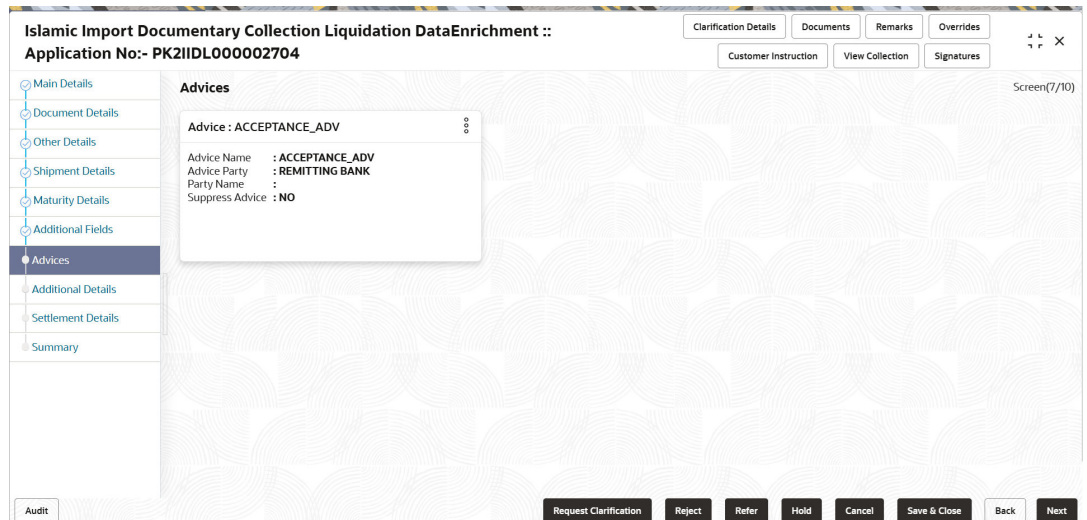 Islamic Import Documentary Collection Liquidation DataEnrichment ::
Application No:- PK2IIDL000002704
Clarification Details
Documents
Remarks
Overrides
Customer Instruction
View Collection
Signatures
Main Details
Document Details
Other Details
Shipment Details
Maturity Details
Additional Fields
Advices
Additional Details
Settlement Details
Summary
Advices
Screen(7/10)
Advice : ACCEPTANCE_ADV
Advice Name : ACCEPTANCE_ADV
Advice Party : REMITTING BANK
Party Name :
Suppress Advice : NO
Audit
Request Clarification
Reject
Refer
Hold
Cancel
Save & Close
Back
Next